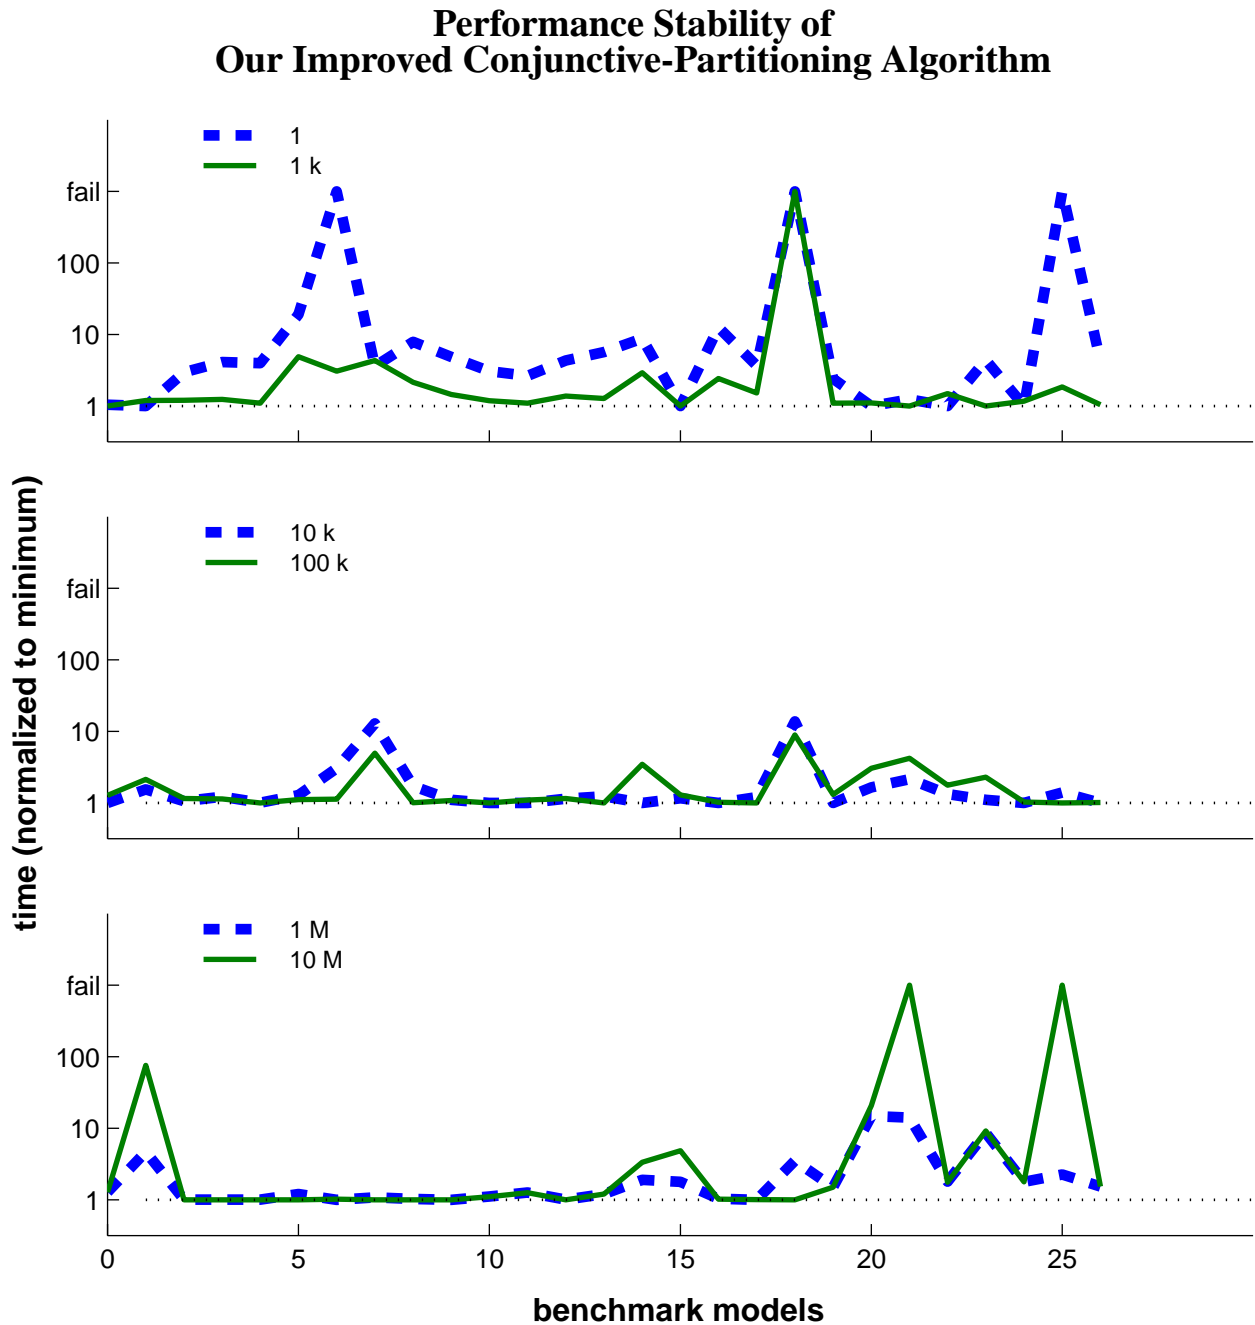 Performance Stability of
Our Improved Conjunctive-Partitioning Algorithm
1
1 k
fail
100
10
1
time (normalized to minimum)
10 k
100 k
fail
100
10
1
1 M
10 M
fail
100
10
1
0 5 10 15 20 25
benchmark models